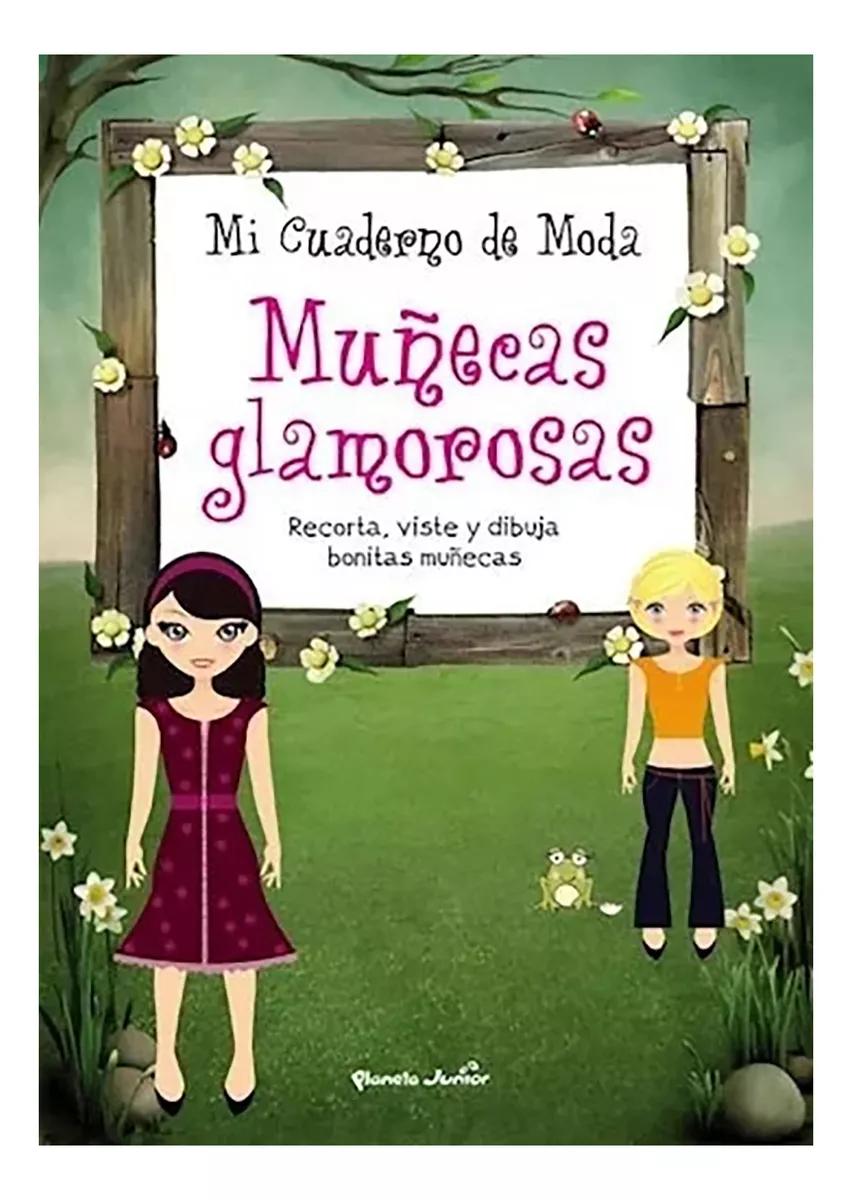 Mi Cuaderno de Moda
Muñecas
glamorosas
Recorta, viste y dibuja
bonitas muñecas
Planeta Junior